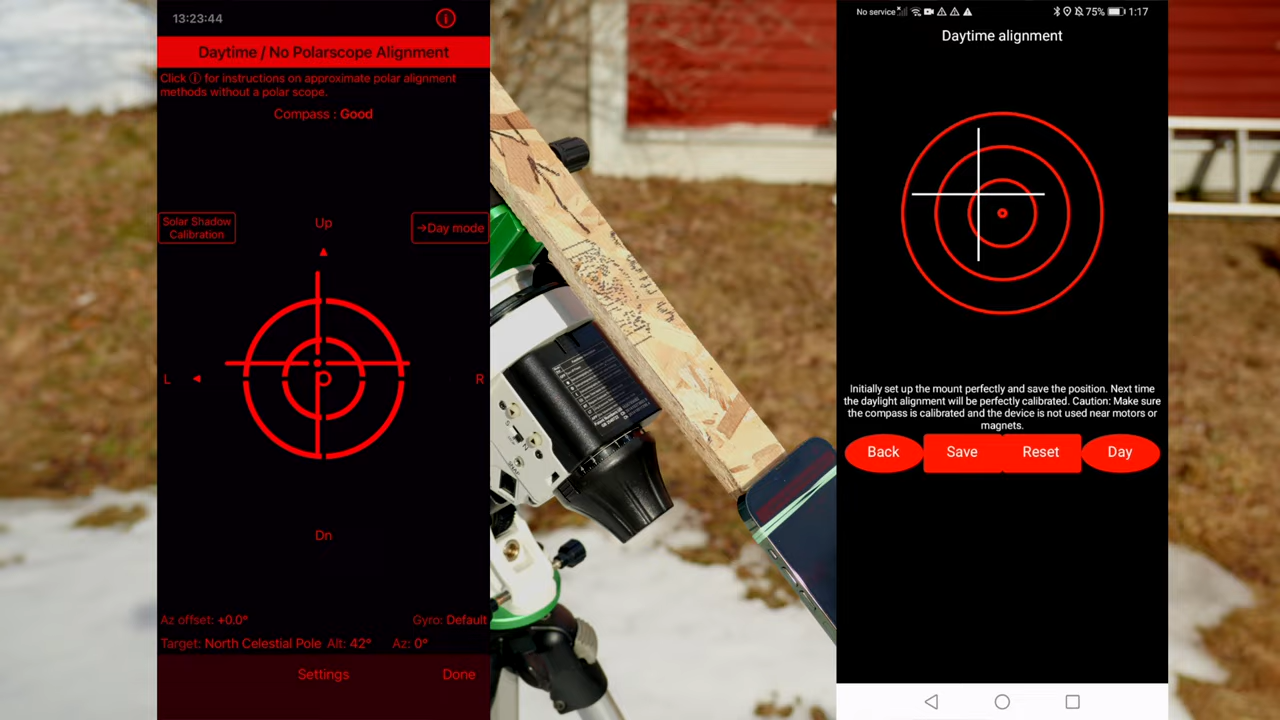 13:23:44
Daytime / No Polarscope Alignment
Click ⓘ for instructions on approximate polar alignment
methods without a polar scope.
Compass : Good
Solar Shadow
Calibration
Up
→Day mode
L
R
Dn
Az offset: +0.0°
Gyro: Default
Target: North Celestial Pole Alt: 42° Az: 0°
Settings
Done
No service
75%
1:17
Daytime alignment
Initially set up the mount perfectly and save the position. Next time
the daylight alignment will be perfectly calibrated. Caution: Make sure
the compass is calibrated and the device is not used near motors or
magnets.
Back
Save
Reset
Day